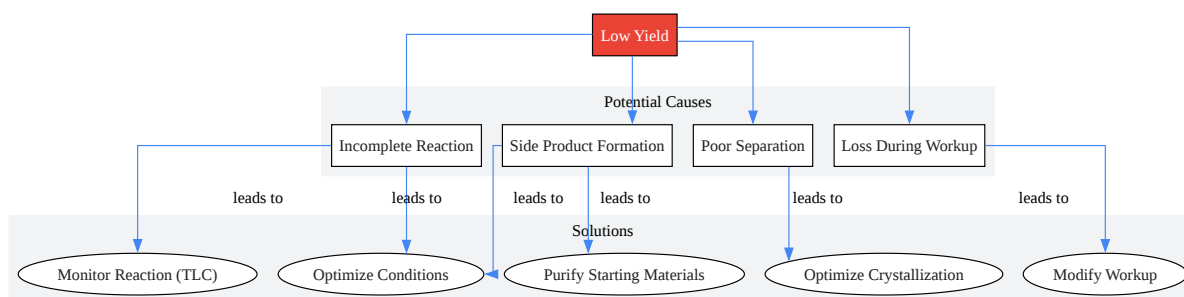 Low Yield
Potential Causes
Incomplete Reaction
Side Product Formation
Poor Separation
Loss During Workup
leads to
leads to
leads to
leads to
leads to
leads to
Solutions
Monitor Reaction (TLC)
Optimize Conditions
Purify Starting Materials
Optimize Crystallization
Modify Workup